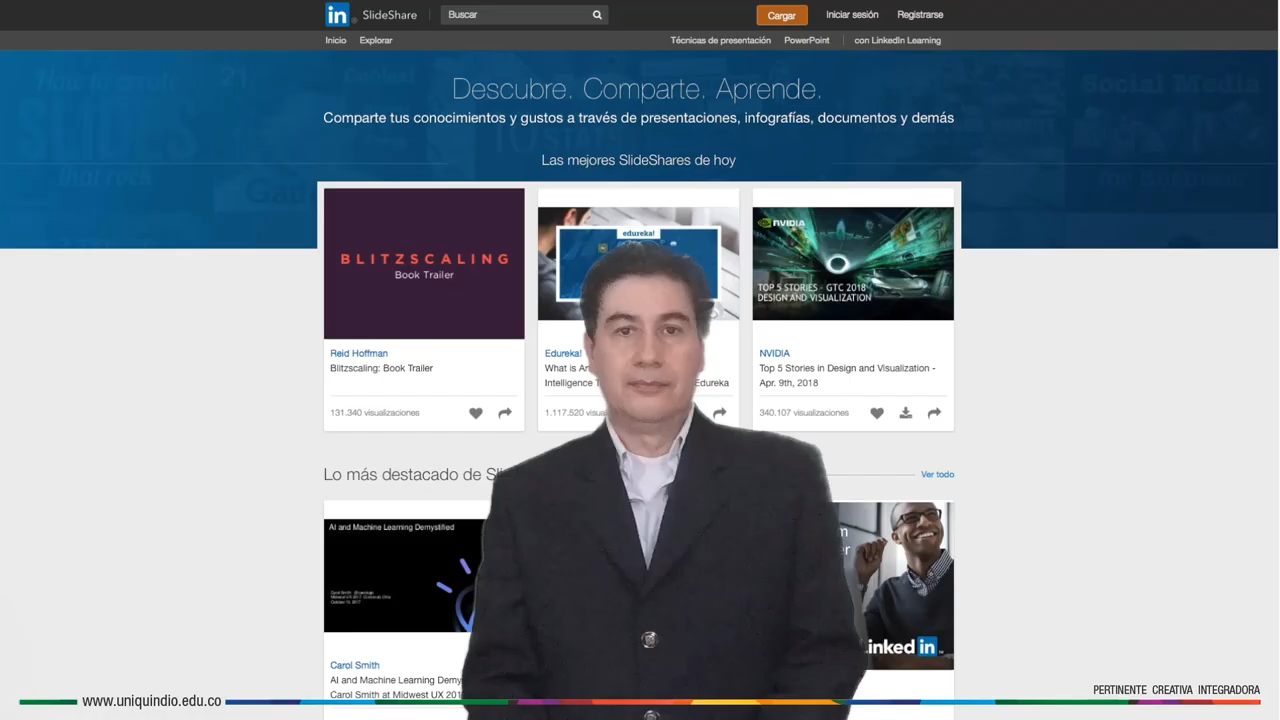 in SlideShare
Buscar
Cargar
Iniciar sesión
Registrarse
Inicio
Explorar
Técnicas de presentación
PowerPoint
con LinkedIn Learning
Descubre. Comparte. Aprende.
Comparte tus conocimientos y gustos a través de presentaciones, infografías, documentos y demás
Las mejores SlideShares de hoy
BLITZSCALING
Book Trailer
Reid Hoffman
Blitzscaling: Book Trailer
131.340 visualizaciones
edureka!
Edureka!
What is
Intelligence
Edureka
1.117.520
NVIDIA
TOP 5 STORIES - GTC 2018
DESIGN AND VISUALIZATION
NVIDIA
Top 5 Stories in Design and Visualization -
Apr. 9th, 2018
340.107 visualizaciones
Lo más destacado de
Ver todo
AI and Machine Learning Demystified
Carol Smith
AI and Machine Learning
Carol Smith at Midwest UX
Linked in
www.uniquindio.edu.co
PERTINENTE CREATIVA INTEGRADORA